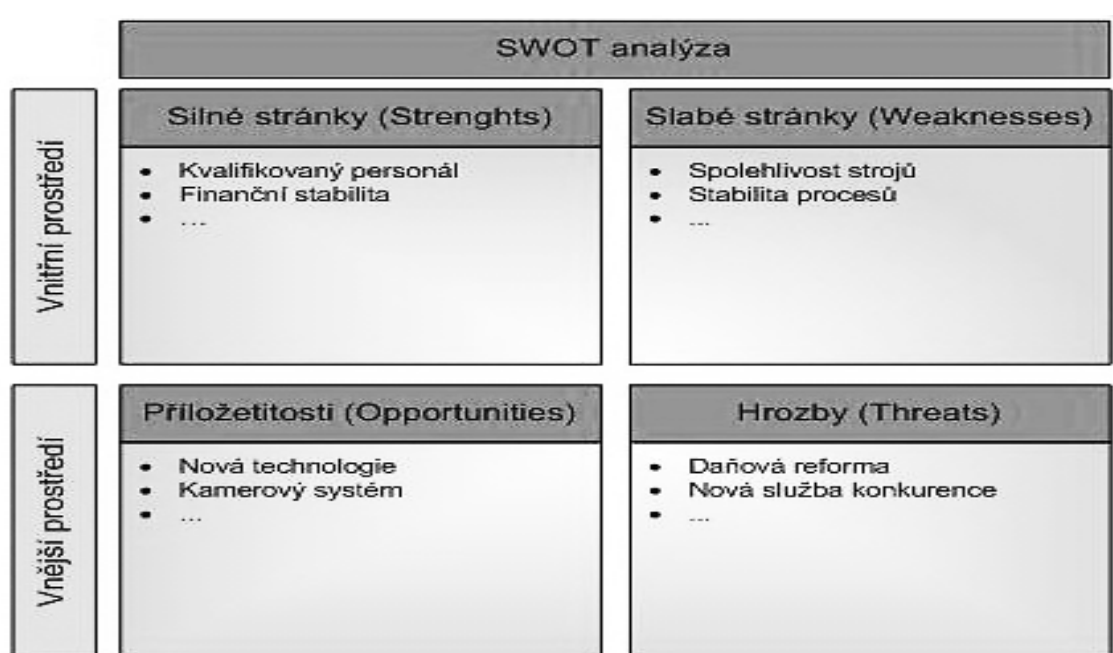 SWOT analýza
Vnitřní prostředí
Silné stránky (Strenghts)
• Kvalifikovaný personál
• Finanční stabilita
• ...
Slabé stránky (Weaknesses)
• Spolehlivost strojů
• Stabilita procesů
• ...
Vnější prostředí
Příložetitosti (Opportunities)
• Nová technologie
• Kamerový systém
• ...
Hrozby (Threats)
• Daňová reforma
• Nová služba konkurence
• ...